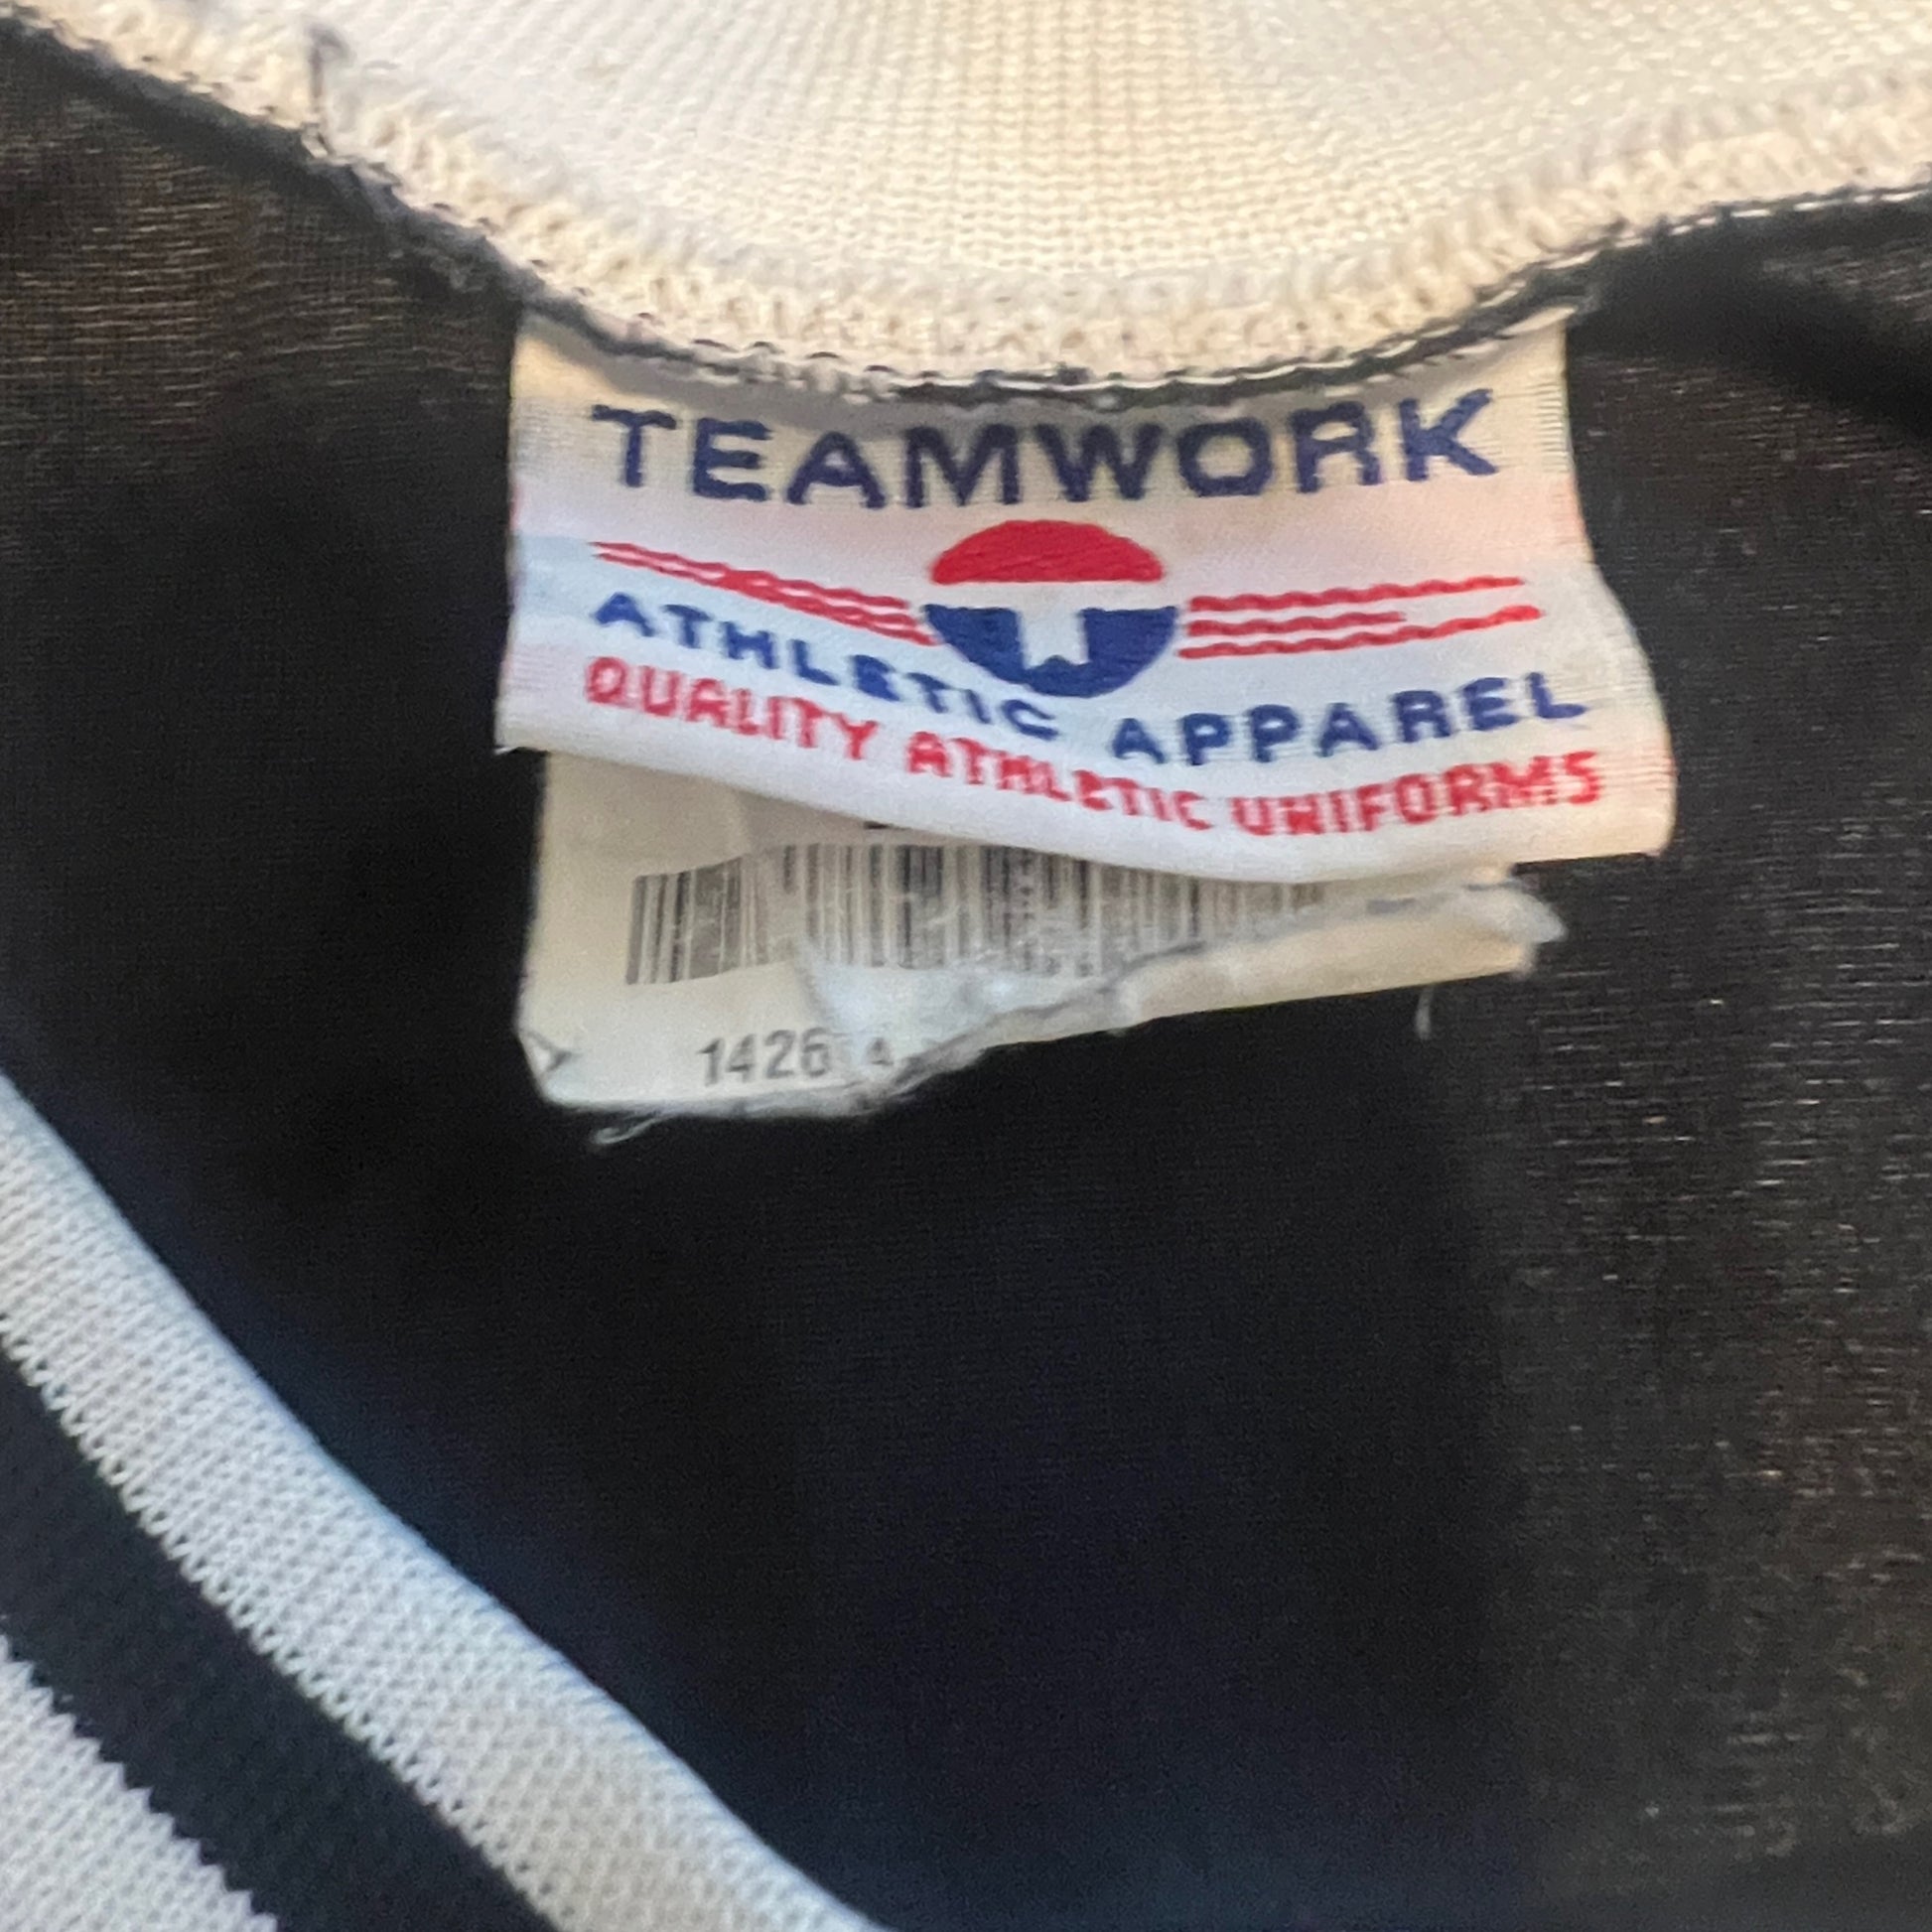 TEAMWORK
ATHLETIC APPAREL
QUALITY ATHLETIC UNIFORMS
1426